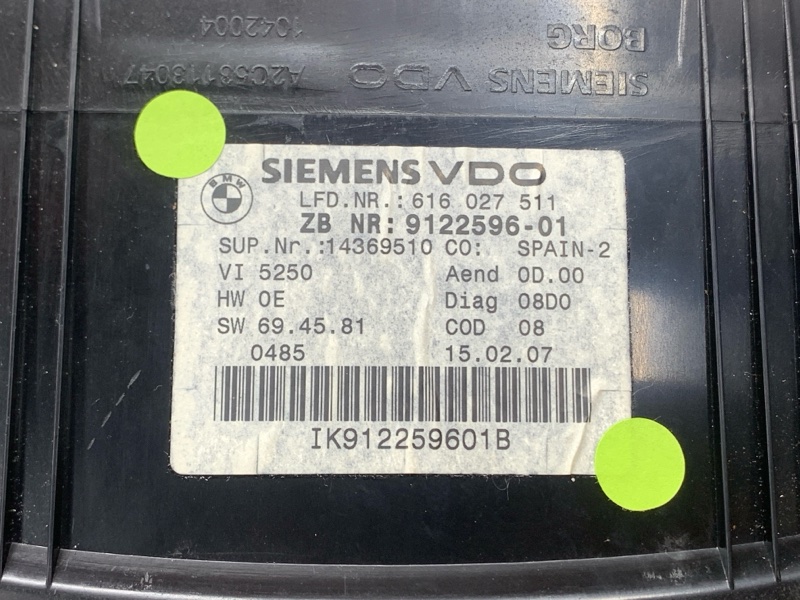 1042004
BORG
A2C53118047
SIEMENS VDO
BMW
SIEMENS VDO
LFD.NR.: 616 027 511
ZB NR: 9122596-01
SUP.Nr.:14369510 CO: SPAIN-2
VI 5250 Aend 0D.00
HW 0E Diag 08D0
SW 69.45.81 COD 08
0485 15.02.07
IK912259601B